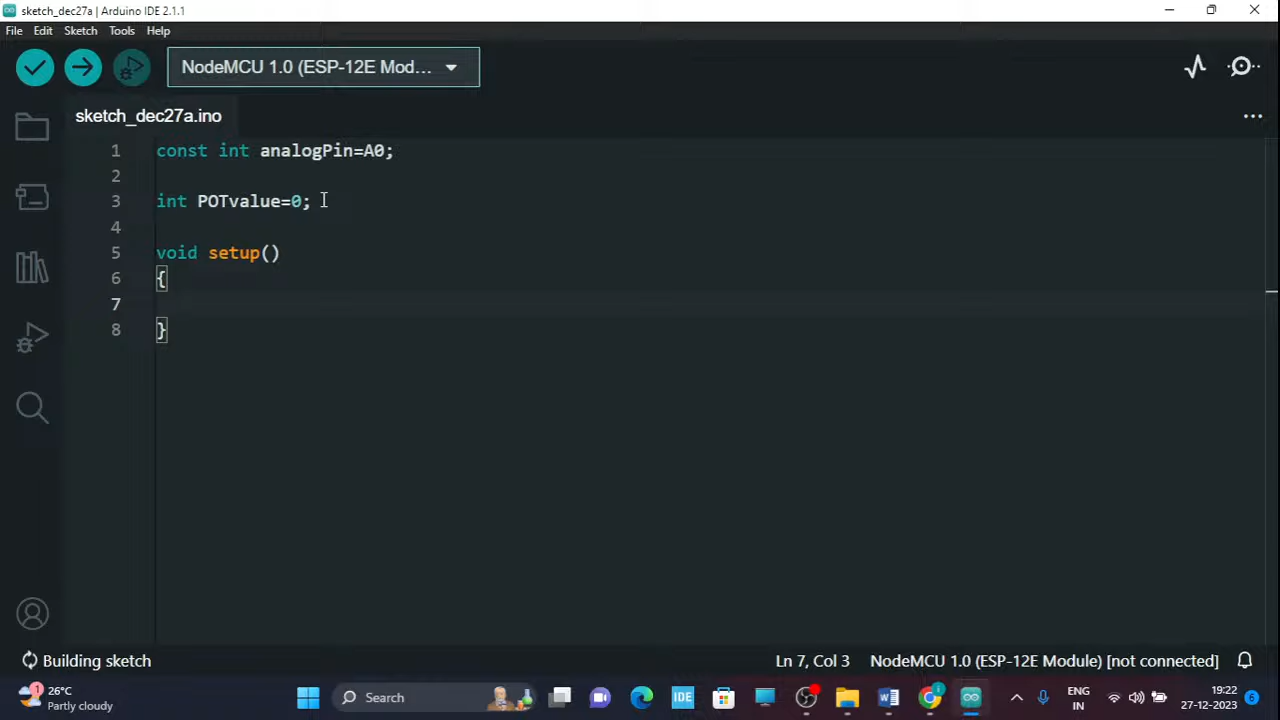 sketch_dec27a | Arduino IDE 2.1.1
File Edit Sketch Tools Help
NodeMCU 1.0 (ESP-12E Mod...
sketch_dec27a.ino
1 const int analogPin=A0;
2
3 int POTvalue=0;
4
5 void setup()
6 {
7
8 }
Building sketch
Ln 7, Col 3 NodeMCU 1.0 (ESP-12E Module) [not connected]
1 26°C
Partly cloudy
Search
IDE
ENG
IN
19:22
27-12-2023
6